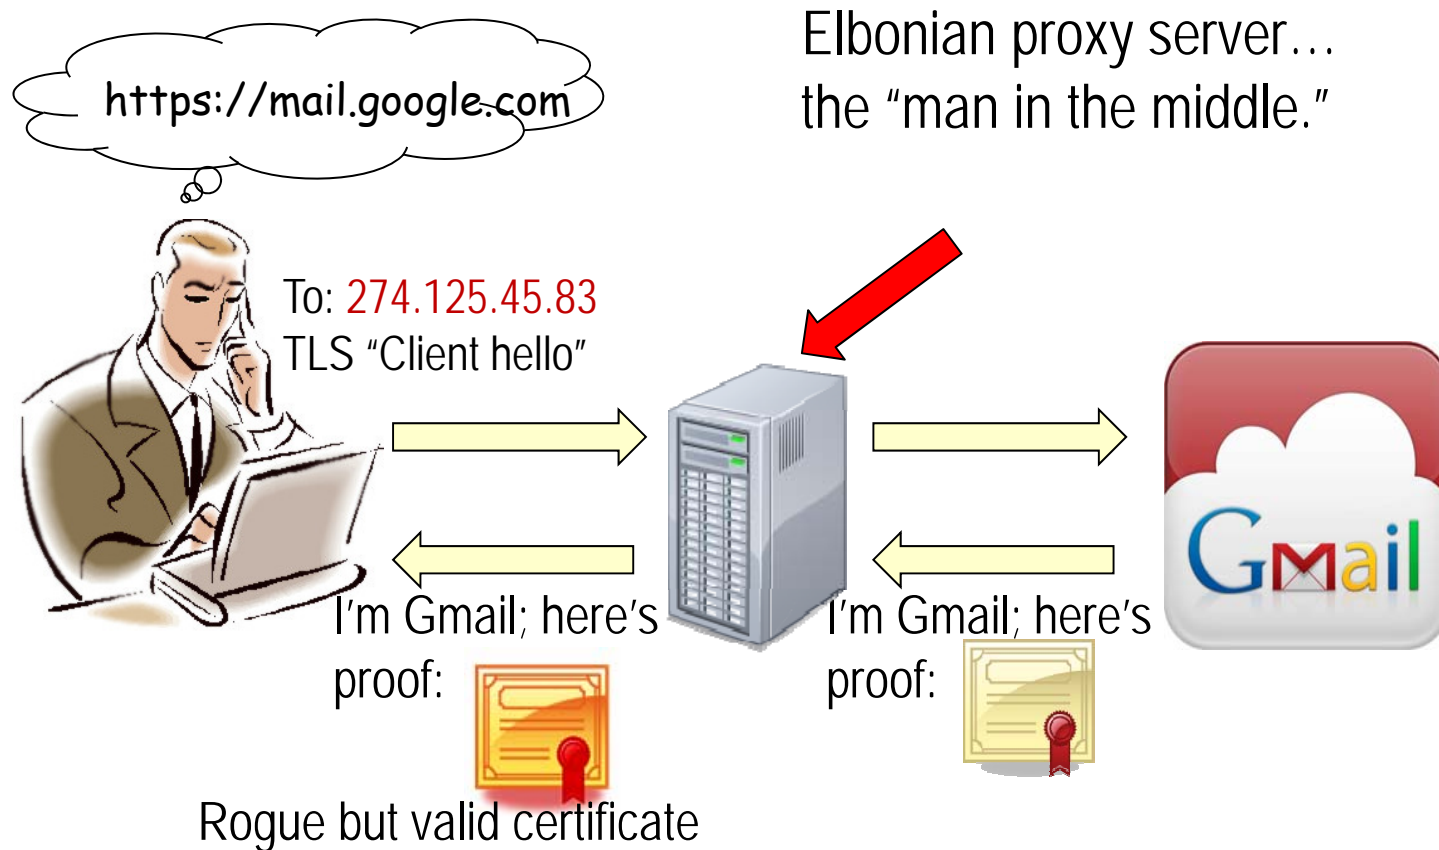 Elbonian proxy server…
the “man in the middle.”
https://mail.google.com
To: 274.125.45.83
TLS “Client hello”
Gmail
I'm Gmail; here's
proof:
I'm Gmail; here's
proof:
Rogue but valid certificate